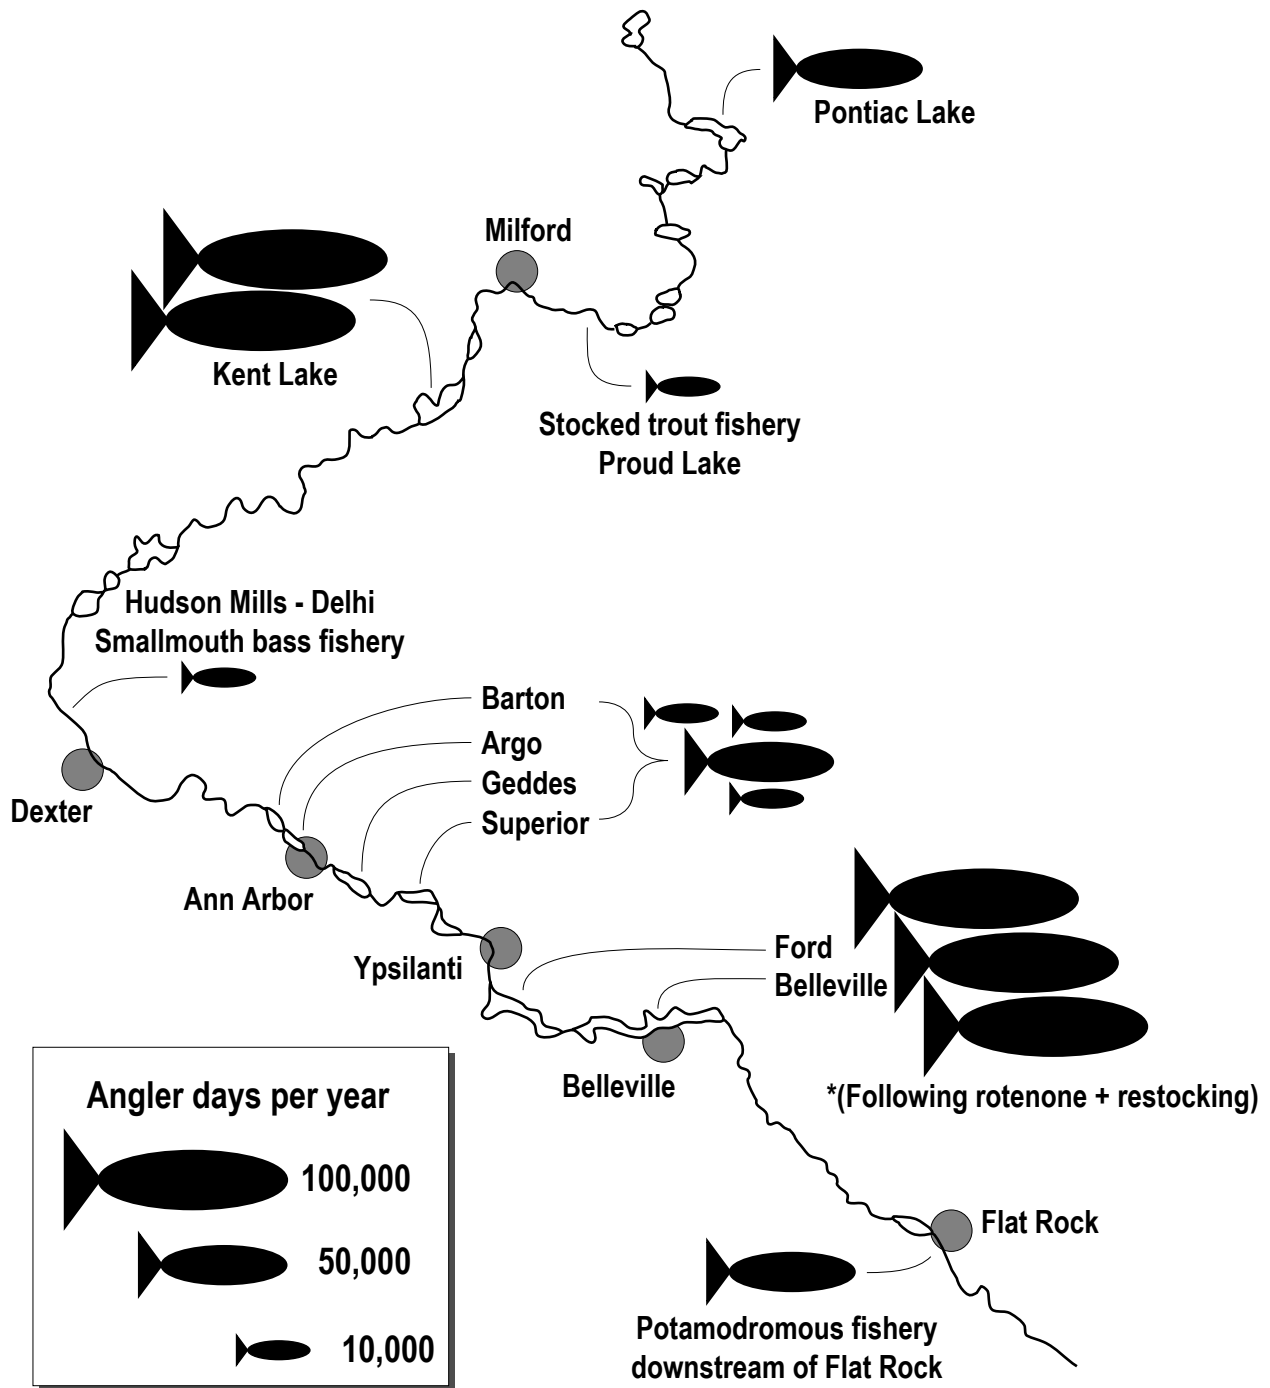 Pontiac Lake
Milford
Kent Lake
Stocked trout fishery
Proud Lake
Hudson Mills - Delhi
Smallmouth bass fishery
Barton
Argo
Geddes
Superior
Dexter
Ann Arbor
Ypsilanti
Ford
Belleville
Belleville
*(Following rotenone + restocking)
Angler days per year
100,000
50,000
10,000
Flat Rock
Potamodromous fishery
downstream of Flat Rock